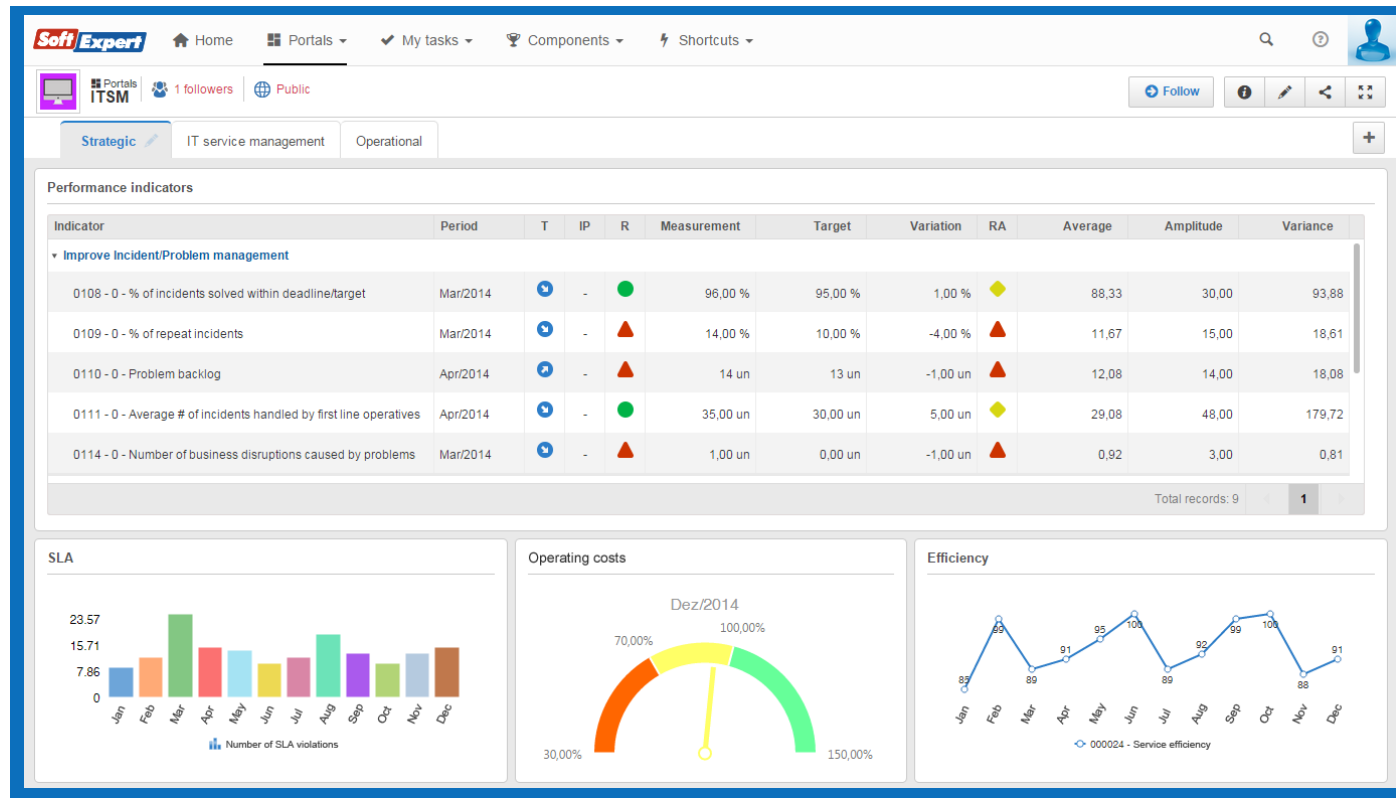 SoftExpert Home Portals My tasks Components Shortcuts
Portals
ITSM 1 followers Public Follow
Strategic IT service management Operational
Performance indicators
Indicator Period T IP R Measurement Target Variation RA Average Amplitude Variance
Improve Incident/Problem management
0108 - 0 - % of incidents solved within deadline/target Mar/2014 - 96,00 % 95,00 % 1,00 % 88,33 30,00 93,88
0109 - 0 - % of repeat incidents Mar/2014 - 14,00 % 10,00 % -4,00 % 11,67 15,00 18,61
0110 - 0 - Problem backlog Apr/2014 - 14 un 13 un -1,00 un 12,08 14,00 18,08
0111 - 0 - Average # of incidents handled by first line operatives Apr/2014 - 35,00 un 30,00 un 5,00 un 29,08 48,00 179,72
0114 - 0 - Number of business disruptions caused by problems Mar/2014 - 1,00 un 0,00 un -1,00 un 0,92 3,00 0,81
Total records: 9 1
SLA
23.57
15.71
7.86
0
Jan Feb Mar Apr May Jun Jul Aug Sep Oct Nov Dec
Number of SLA violations
Operating costs
Dez/2014
70,00% 100,00%
30,00% 150,00%
Efficiency
85 99 89 91 95 100 89 92 99 100 88 91
Jan Feb Mar Apr May Jun Jul Aug Sep Oct Nov Dec
000024 - Service efficiency